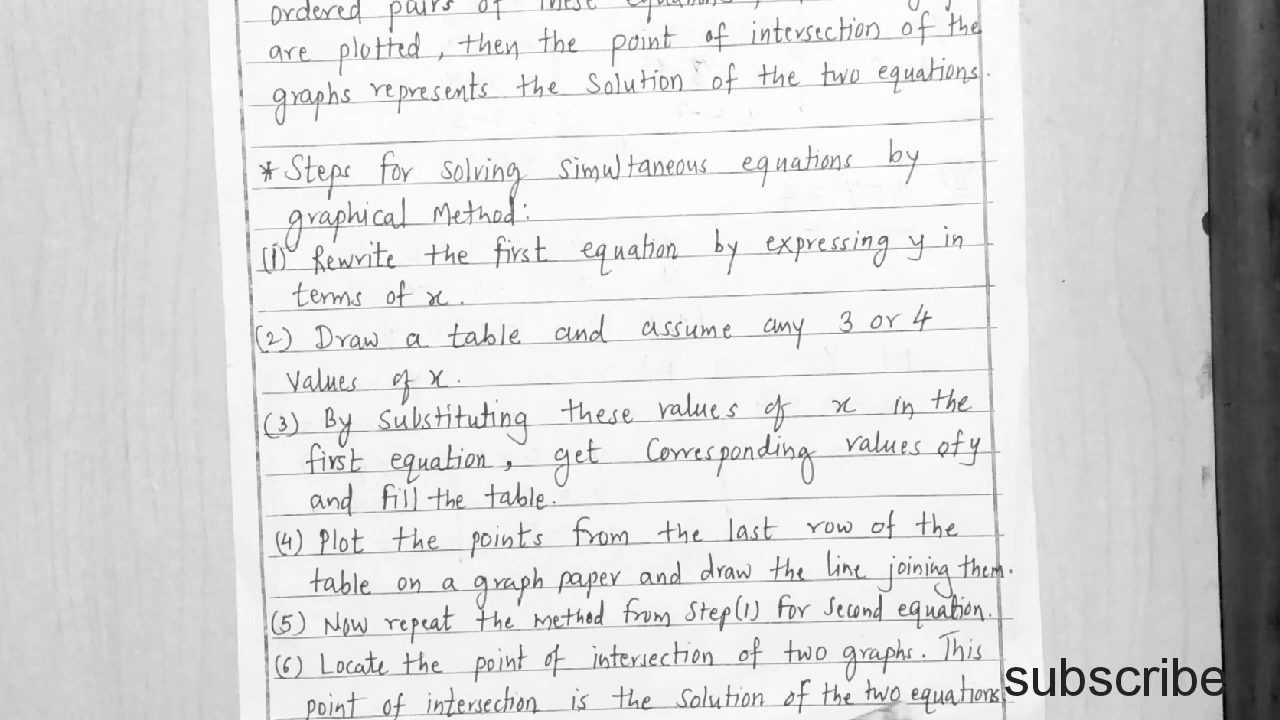 ordered pairs of these
are plotted, then the point of intersection of the
graphs represents the solution of the two equations.
* Steps for solving simultaneous equations by
graphical Method:
(1) Rewrite the first equation by expressing y in
terms of x.
(2) Draw a table and assume any 3 or 4
values of x.
(3) By substituting these values of x in the
first equation, get corresponding values of y
and fill the table.
(4) Plot the points from the last row of the
table on a graph paper and draw the line joining them.
(5) Now repeat the method from step(1) for second equation.
(6) Locate the point of intersection of two graphs. This
point of intersection is the solution of the two equations
subscribe